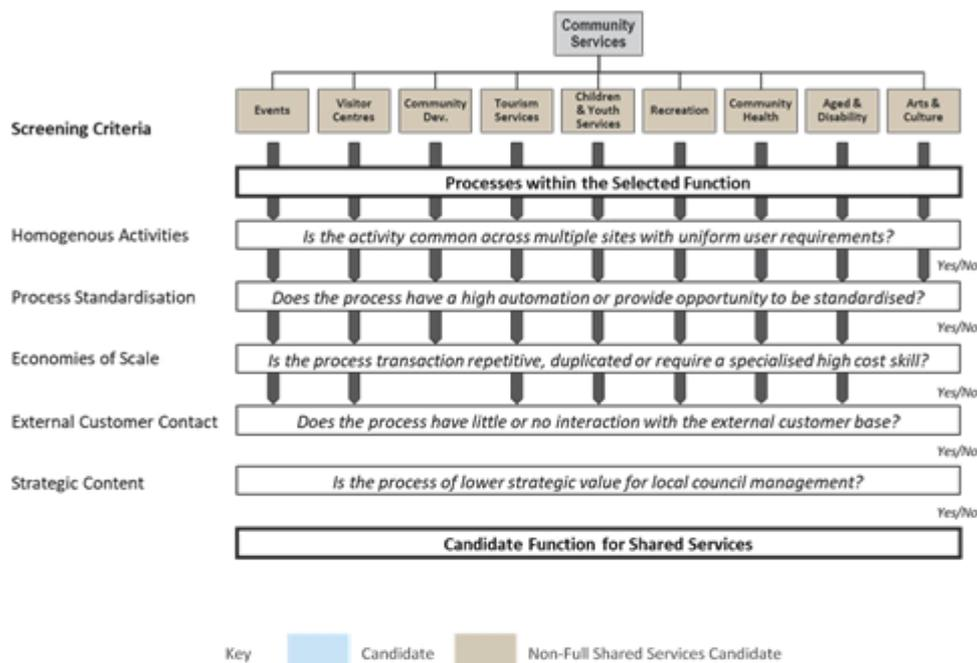 Community
Services
Events
Visitor
Centres
Community
Dev.
Tourism
Services
Children
& Youth
Services
Recreation
Community
Health
Aged &
Disability
Arts &
Culture
Screening Criteria
Processes within the Selected Function
Homogenous Activities
Is the activity common across multiple sites with uniform user requirements?
Yes/No
Process Standardisation
Does the process have a high automation or provide opportunity to be standardised?
Yes/No
Economies of Scale
Is the process transaction repetitive, duplicated or require a specialised high cost skill?
Yes/No
External Customer Contact
Does the process have little or no interaction with the external customer base?
Yes/No
Strategic Content
Is the process of lower strategic value for local council management?
Yes/No
Candidate Function for Shared Services
Key
Candidate
Non-Full Shared Services Candidate